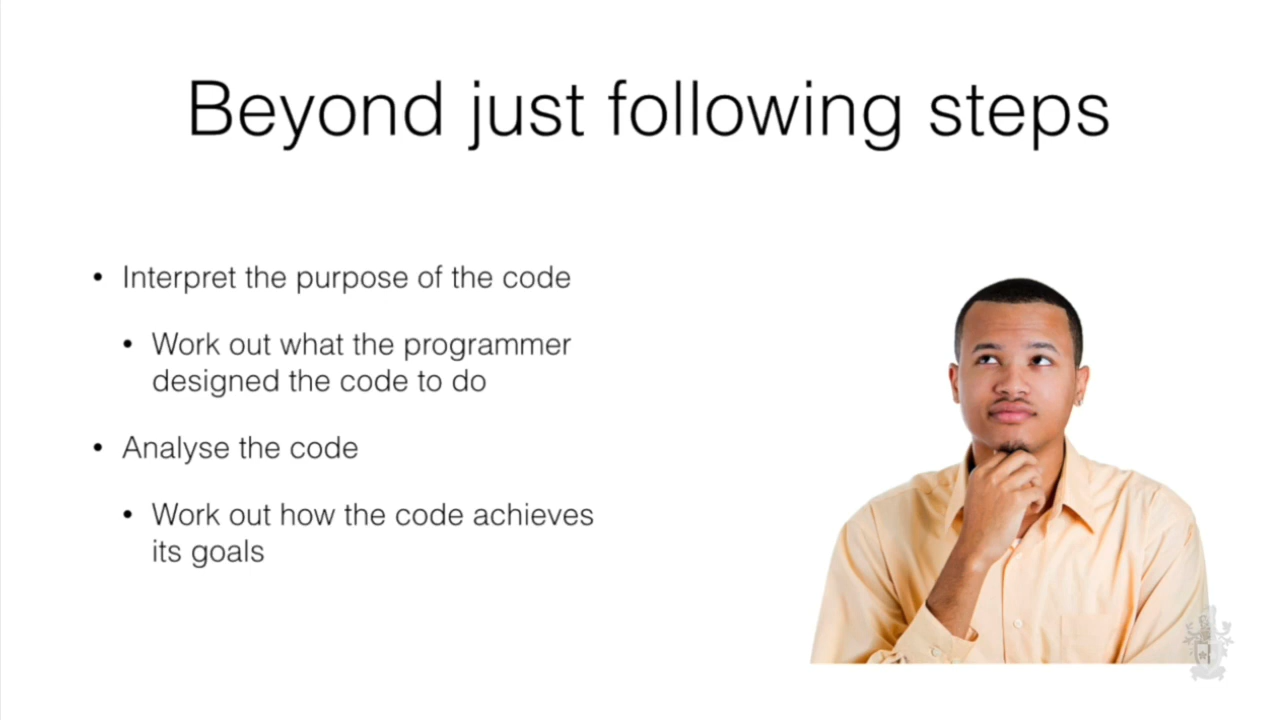 Beyond just following steps
• Interpret the purpose of the code
• Work out what the programmer
designed the code to do
• Analyse the code
• Work out how the code achieves
its goals